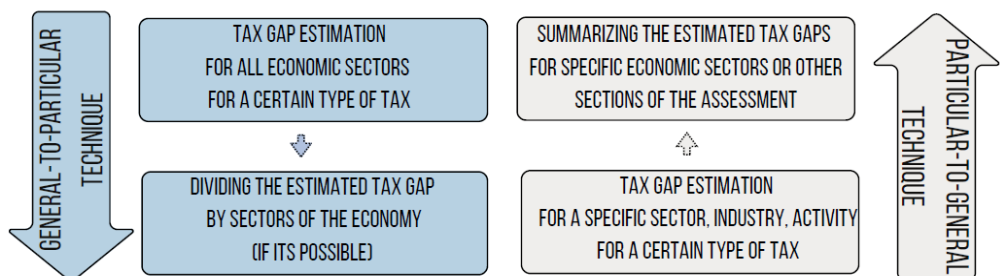 GENERAL-TO-PARTICULAR
TECHNIQUE
TAX GAP ESTIMATION
FOR ALL ECONOMIC SECTORS
FOR A CERTAIN TYPE OF TAX
DIVIDING THE ESTIMATED TAX GAP
BY SECTORS OF THE ECONOMY
(IF ITS POSSIBLE)
SUMMARIZING THE ESTIMATED TAX GAPS
FOR SPECIFIC ECONOMIC SECTORS OR OTHER
SECTIONS OF THE ASSESSMENT
TAX GAP ESTIMATION
FOR A SPECIFIC SECTOR, INDUSTRY, ACTIVITY
FOR A CERTAIN TYPE OF TAX
PARTICULAR-TO-GENERAL
TECHNIQUE